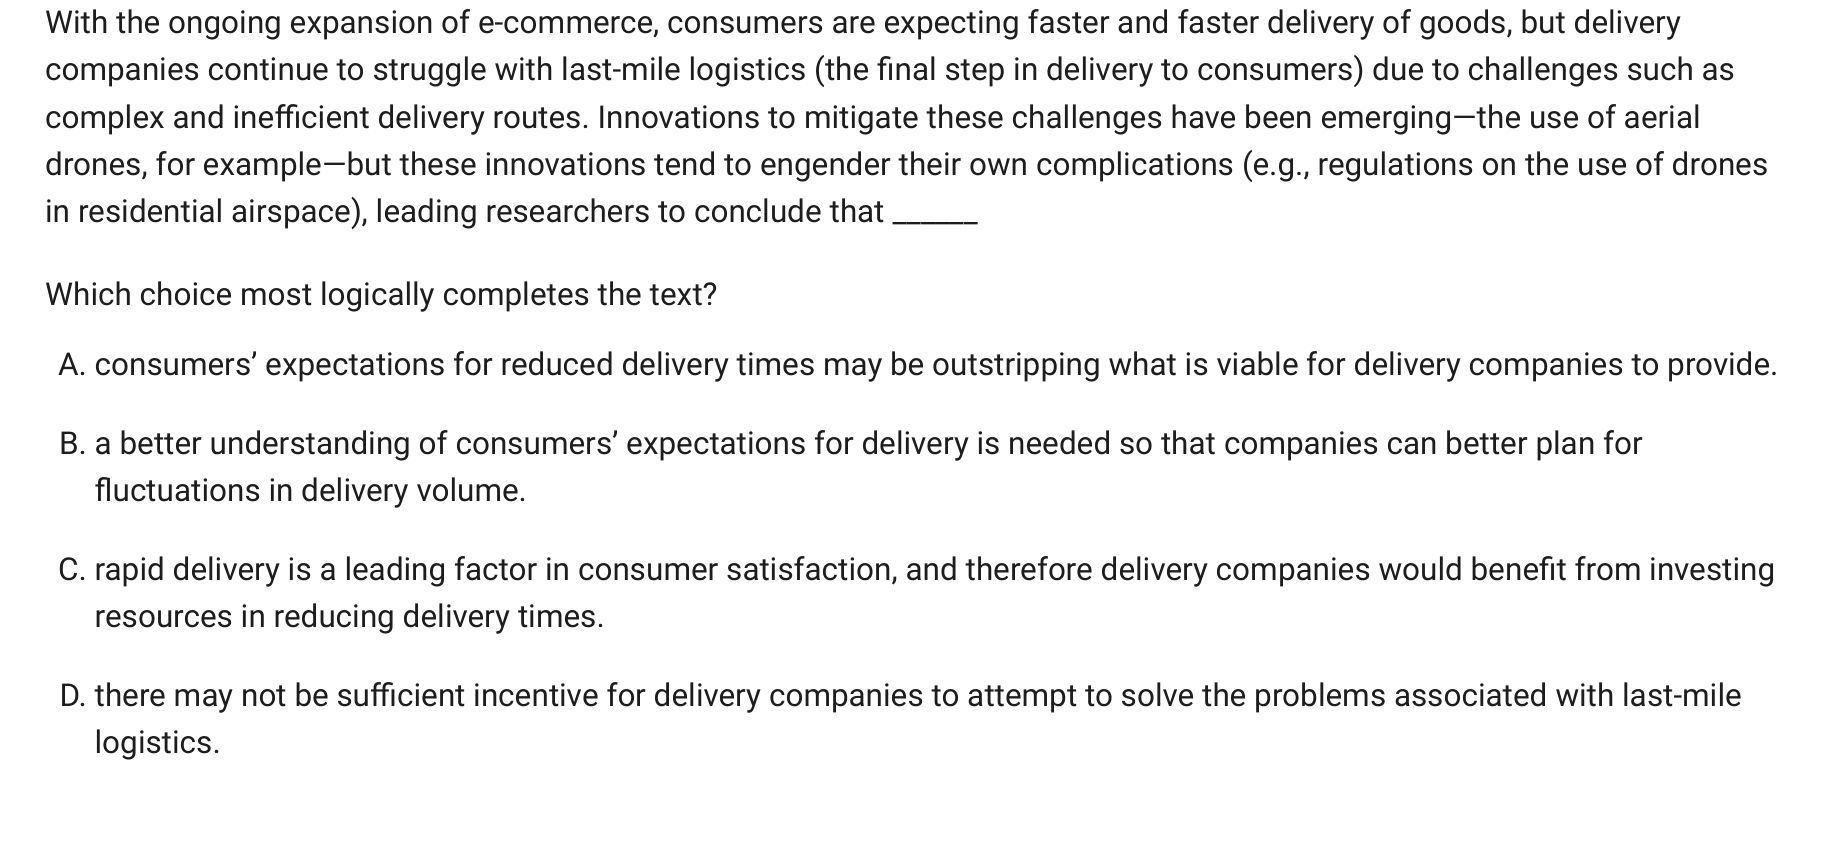 With the ongoing expansion of e-commerce, consumers are expecting faster and faster delivery of goods, but delivery
companies continue to struggle with last-mile logistics (the final step in delivery to consumers) due to challenges such as
complex and inefficient delivery routes. Innovations to mitigate these challenges have been emerging—the use of aerial
drones, for example—but these innovations tend to engender their own complications (e.g., regulations on the use of drones
in residential airspace), leading researchers to conclude that ______
Which choice most logically completes the text?
A. consumers’ expectations for reduced delivery times may be outstripping what is viable for delivery companies to provide.
B. a better understanding of consumers’ expectations for delivery is needed so that companies can better plan for
fluctuations in delivery volume.
C. rapid delivery is a leading factor in consumer satisfaction, and therefore delivery companies would benefit from investing
resources in reducing delivery times.
D. there may not be sufficient incentive for delivery companies to attempt to solve the problems associated with last-mile
logistics.